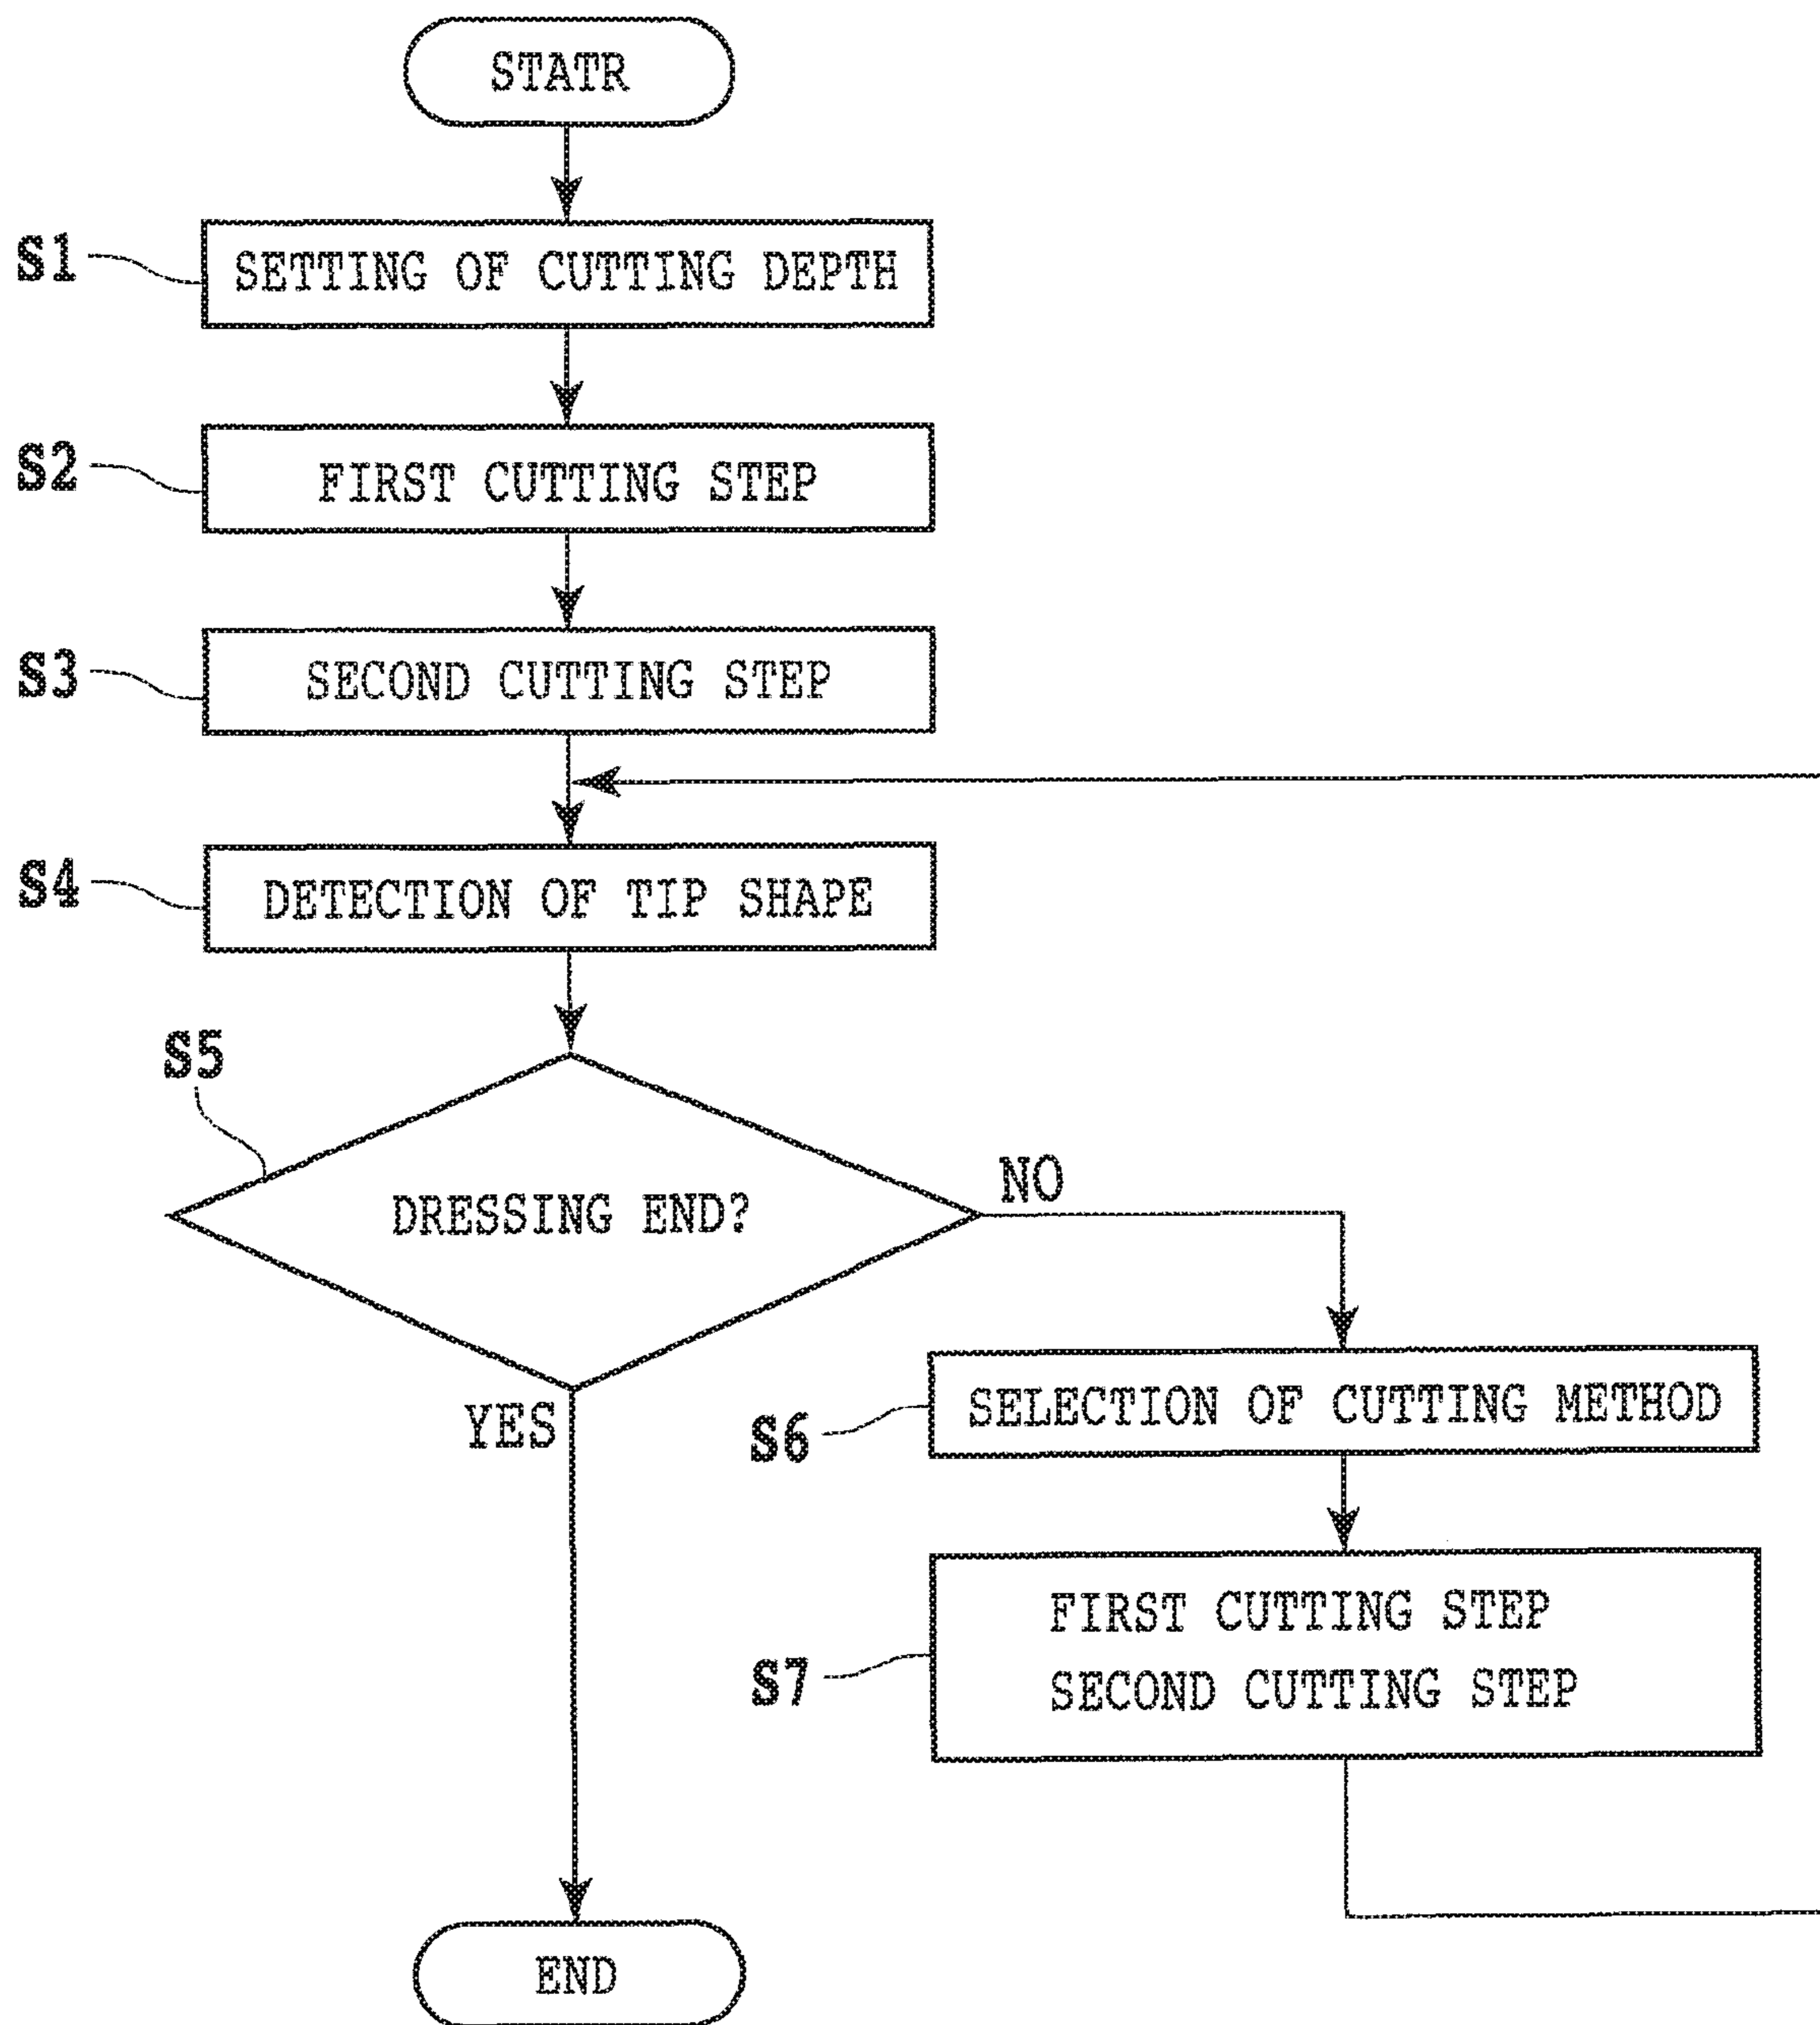 STATR
S1
SETTING OF CUTTING DEPTH
S2
FIRST CUTTING STEP
S3
SECOND CUTTING STEP
S4
DETECTION OF TIP SHAPE
S5
DRESSING END?
NO
YES
S6
SELECTION OF CUTTING METHOD
S7
FIRST CUTTING STEP
SECOND CUTTING STEP
END